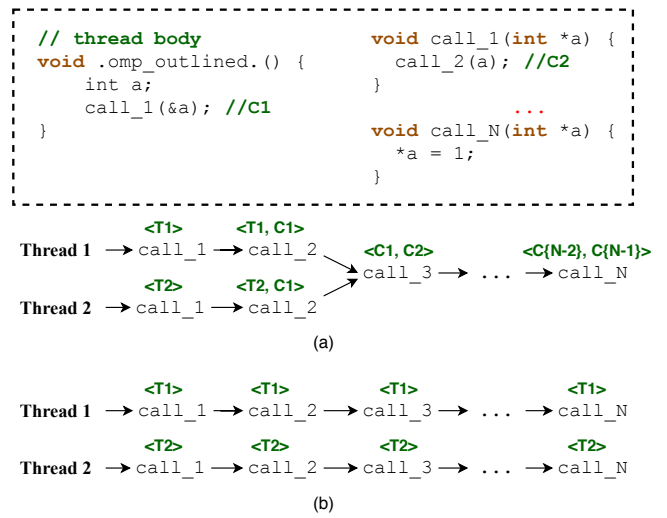 // thread body
void .omp_outlined.() {
int a;
call_1(&a); //C1
}
void call_1(int *a) {
call_2(a); //C2
}
...
void call_N(int *a) {
*a = 1;
}
<T1> <T1, C1>
Thread 1 call_1 call_2
<C1, C2> <C{N-2}, C{N-1}>
call_3 ... call_N
<T2> <T2, C1>
Thread 2 call_1 call_2
(a)
<T1> <T1> <T1> <T1>
Thread 1 call_1 call_2 call_3 ... call_N
<T2> <T2> <T2> <T2>
Thread 2 call_1 call_2 call_3 ... call_N
(b)